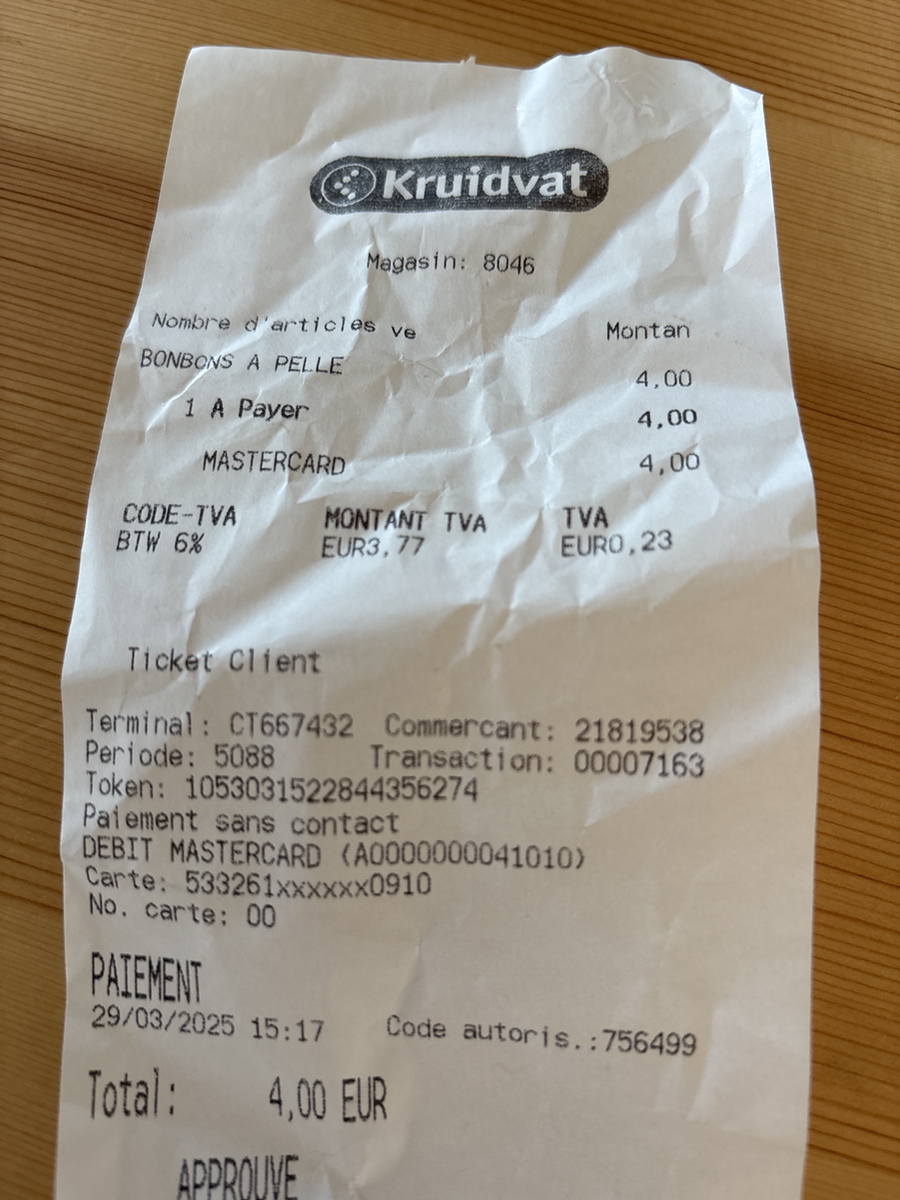 Kruidvat
Magasin: 8046
Nombre d'articles ve Montan
BONBONS A PELLE 4,00
1 A Payer 4,00
MASTERCARD 4,00
CODE-TVA MONTANT TVA TVA
BTW 6% EUR3,77 EUR0,23
Ticket Client
Terminal: CT667432 Commercant: 21819538
Periode: 5088 Transaction: 00007163
Token: 1053031522844356274
Paiement sans contact
DEBIT MASTERCARD (A0000000041010)
Carte: 533261xxxxxx0910
No. carte: 00
PAIEMENT
29/03/2025 15:17 Code autoris.:756499
Total: 4,00 EUR
APPROUVE